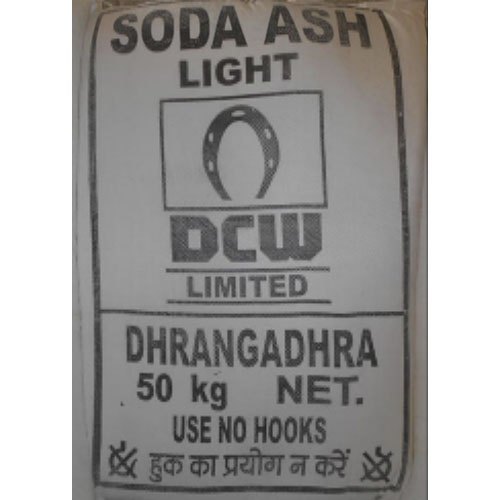 SODA ASH
LIGHT
DCW
LIMITED
DHRANGADHRA
50 kg NET.
USE NO HOOKS
हुक का प्रयोग न करें